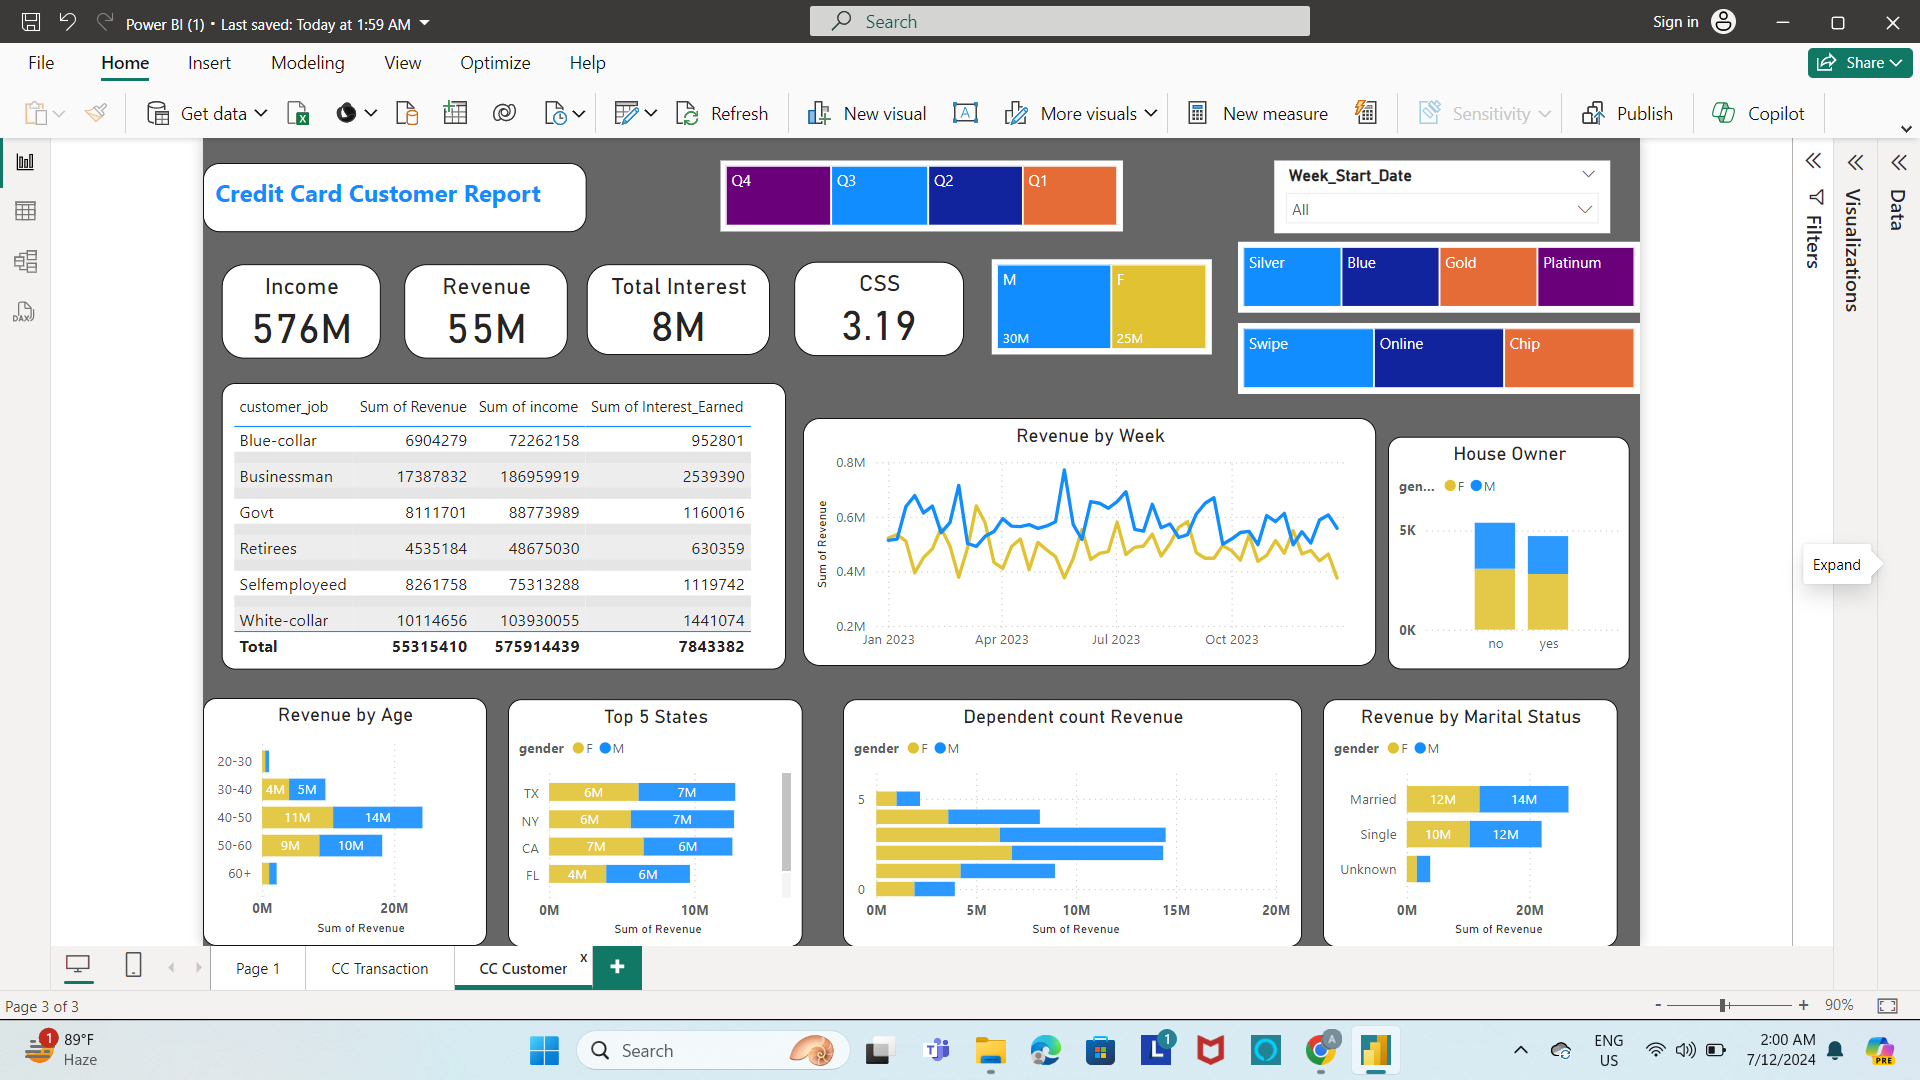 Power BI (1) • Last saved: Today at 1:59 AM
Search
Sign in
File Home Insert Modeling View Optimize Help
Share
Get data
Refresh
New visual
A
More visuals
New measure
Sensitivity
Publish
Copilot
DAX
Credit Card Customer Report
Q4 Q3 Q2 Q1
Week_Start_Date
All
Silver Blue Gold Platinum
Swipe Online Chip
Income
576M
Revenue
55M
Total Interest
8M
CSS
3.19
M F
30M 25M
customer_job Sum of Revenue Sum of income Sum of Interest_Earned
Blue-collar 6904279 72262158 952801
Businessman 17387832 186959919 2539390
Govt 8111701 88773989 1160016
Retirees 4535184 48675030 630359
Selfemployeed 8261758 75313288 1119742
White-collar 10114656 103930055 1441074
Total 55315410 575914439 7843382
Revenue by Week
Sum of Revenue
0.8M
0.6M
0.4M
0.2M
Jan 2023 Apr 2023 Jul 2023 Oct 2023
House Owner
gen... F M
5K
0K
no yes
Revenue by Age
20-30
30-40 4M 5M
40-50 11M 14M
50-60 9M 10M
60+
0M 20M
Sum of Revenue
Top 5 States
gender F M
TX 6M 7M
NY 6M 7M
CA 7M 6M
FL 4M 6M
0M 10M
Sum of Revenue
Dependent count Revenue
gender F M
5
0
0M 5M 10M 15M 20M
Sum of Revenue
Revenue by Marital Status
gender F M
Married 12M 14M
Single 10M 12M
Unknown
0M 20M
Sum of Revenue
Filters
Visualizations
Data
Expand
Page 1
CC Transaction
CC Customer
x
+
Page 3 of 3
- + 90%
1
89°F
Haze
Search
T
L
1
A
PRE
ENG
US
2:00 AM
7/12/2024